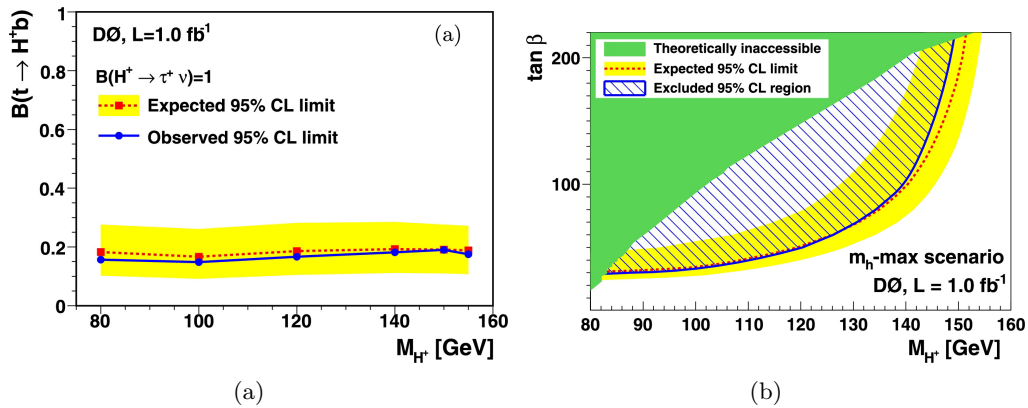 B(t → H⁺b)
1
0.8
0.6
0.4
0.2
0
DØ, L=1.0 fb⁻¹
(a)
B(H⁺ → τ⁺ ν)=1
Expected 95% CL limit
Observed 95% CL limit
80 100 120 140 160
M_H⁺ [GeV]
(a)
tan β
200
100
Theoretically inaccessible
Expected 95% CL limit
Excluded 95% CL region
m_h-max scenario
DØ, L = 1.0 fb⁻¹
80 90 100 110 120 130 140 150 160
M_H⁺ [GeV]
(b)